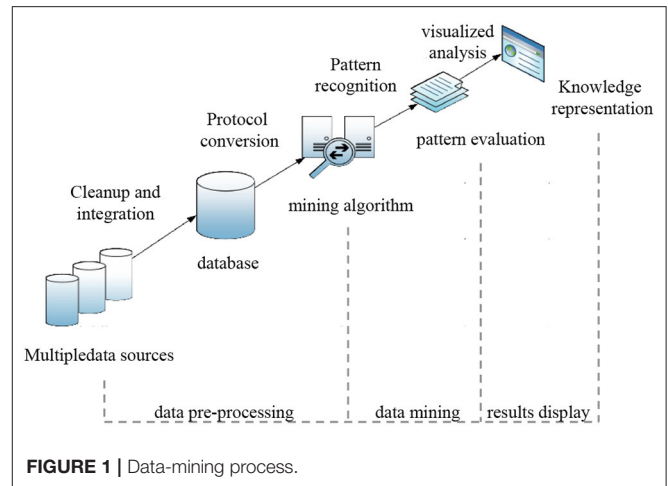 visualized
analysis
Pattern
recognition
Knowledge
representation
Protocol
conversion
pattern evaluation
Cleanup and
integration
mining algorithm
database
Multipledata sources
data pre-processing
data mining
results display
FIGURE 1 | Data-mining process.